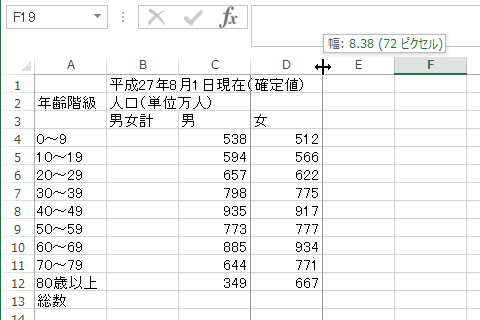 F19
fx
幅: 8.38 (72 ピクセル)
A B C D E F
1 平成27年8月1日現在(確定値)
2 年齢階級 人口(単位万人)
3 男女計 男 女
4 0～9 538 512
5 10～19 594 566
6 20～29 657 622
7 30～39 798 775
8 40～49 935 917
9 50～59 773 777
10 60～69 885 934
11 70～79 644 771
12 80歳以上 349 667
13 総数